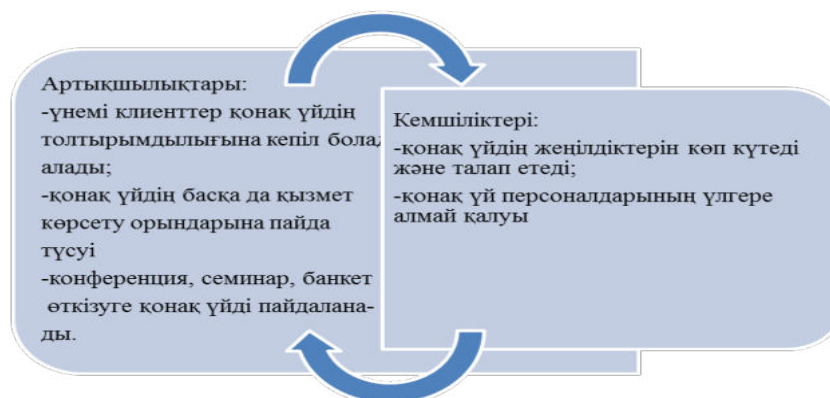 Артықшылықтары:
-үнемі клиенттер қонақ үйдің
толтырымдылығына кепіл бола
алады;
-қонақ үйдің басқа да қызмет
көрсету орындарына пайда
түсуі
-конференция, семинар, банкет
өткізуге қонақ үйді пайдалана-
ды.
Кемшіліктері:
-қонақ үйдің жеңілдіктерін көп күтеді
және талап етеді;
-қонақ үй персоналдарының үлгере
алмай қалуы